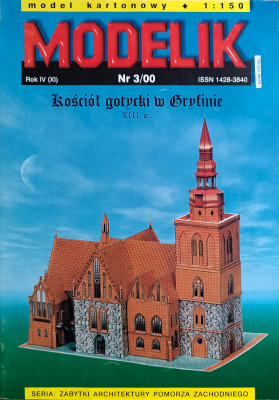 model kartonowy ♦ 1:150
MODELIK
Rok IV (XI)
Nr 3/00
ISSN 1428-3840
Kościół gotycki w Gryfinie
XIII w.
SERIA: ZABYTKI ARCHITEKTURY POMORZA ZACHODNIEGO